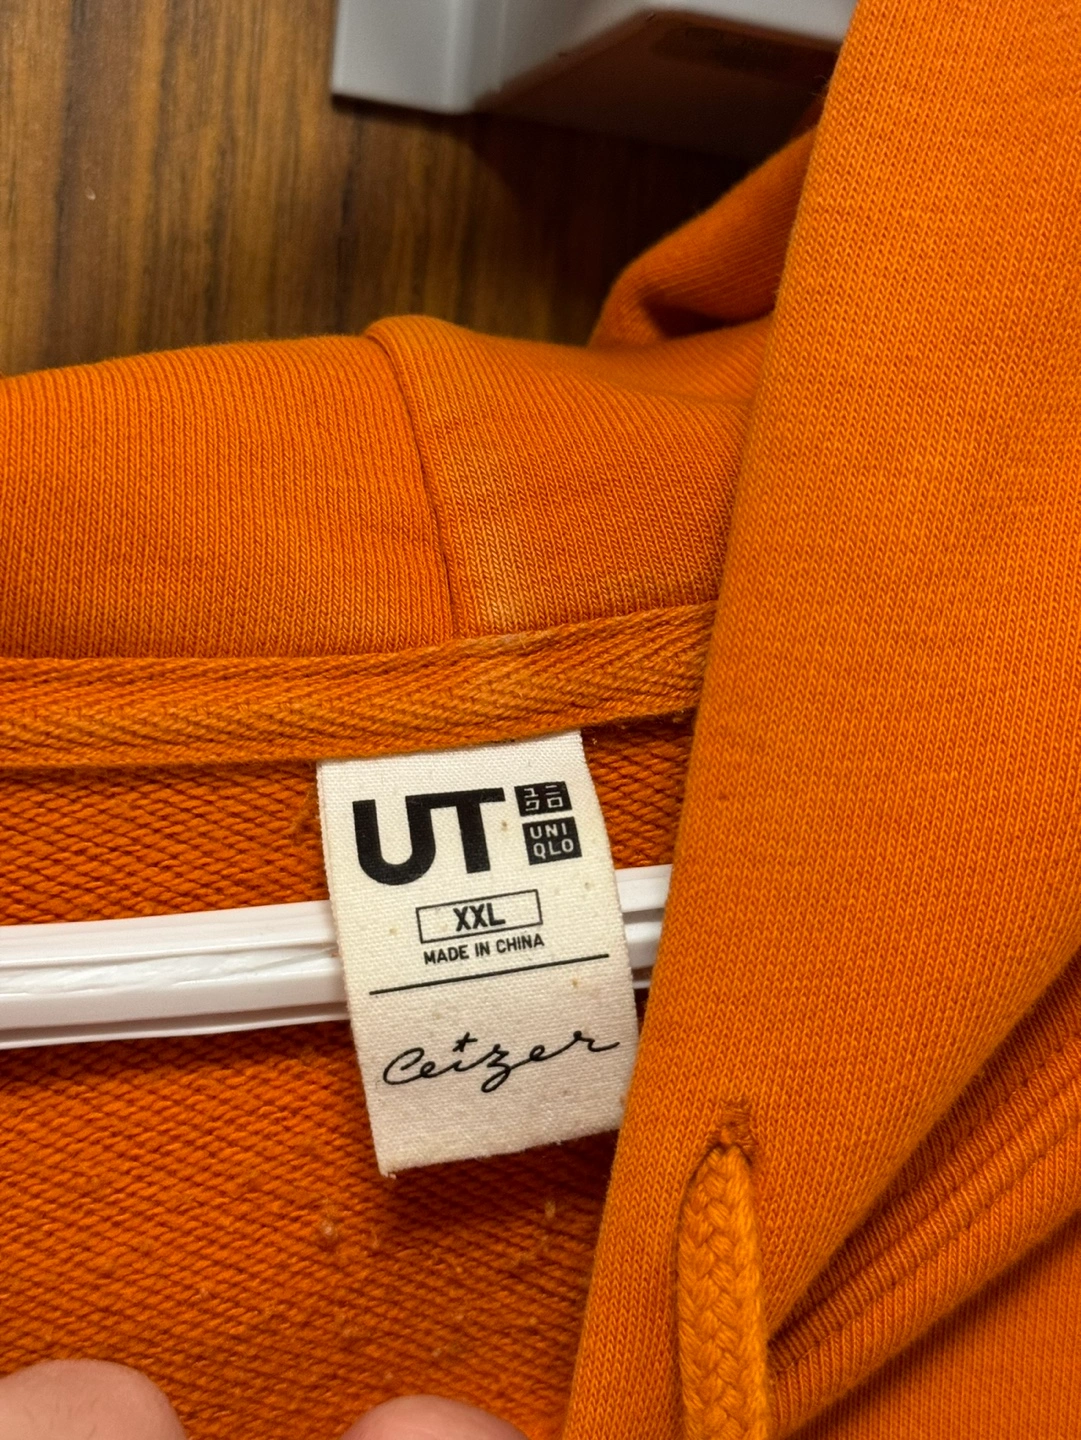 UT
ユニ
クロ
UNI
QLO
XXL
MADE IN CHINA
Ceizer